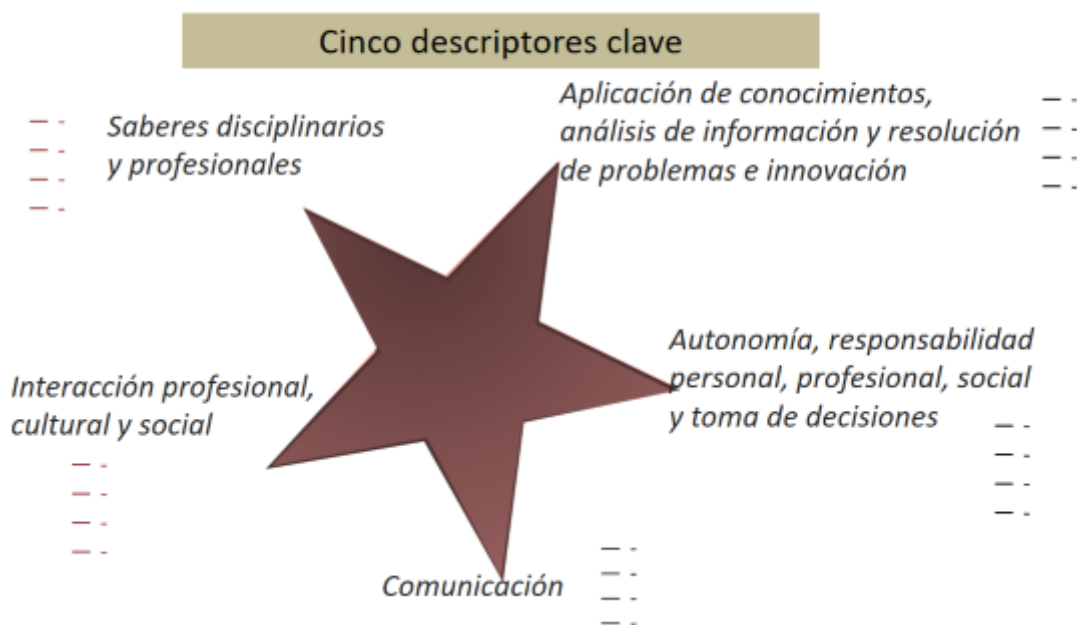 Cinco descriptores clave
Saberes disciplinarios
y profesionales
Aplicación de conocimientos,
análisis de información y resolución
de problemas e innovación
Interacción profesional,
cultural y social
Autonomía, responsabilidad
personal, profesional, social
y toma de decisiones
Comunicación